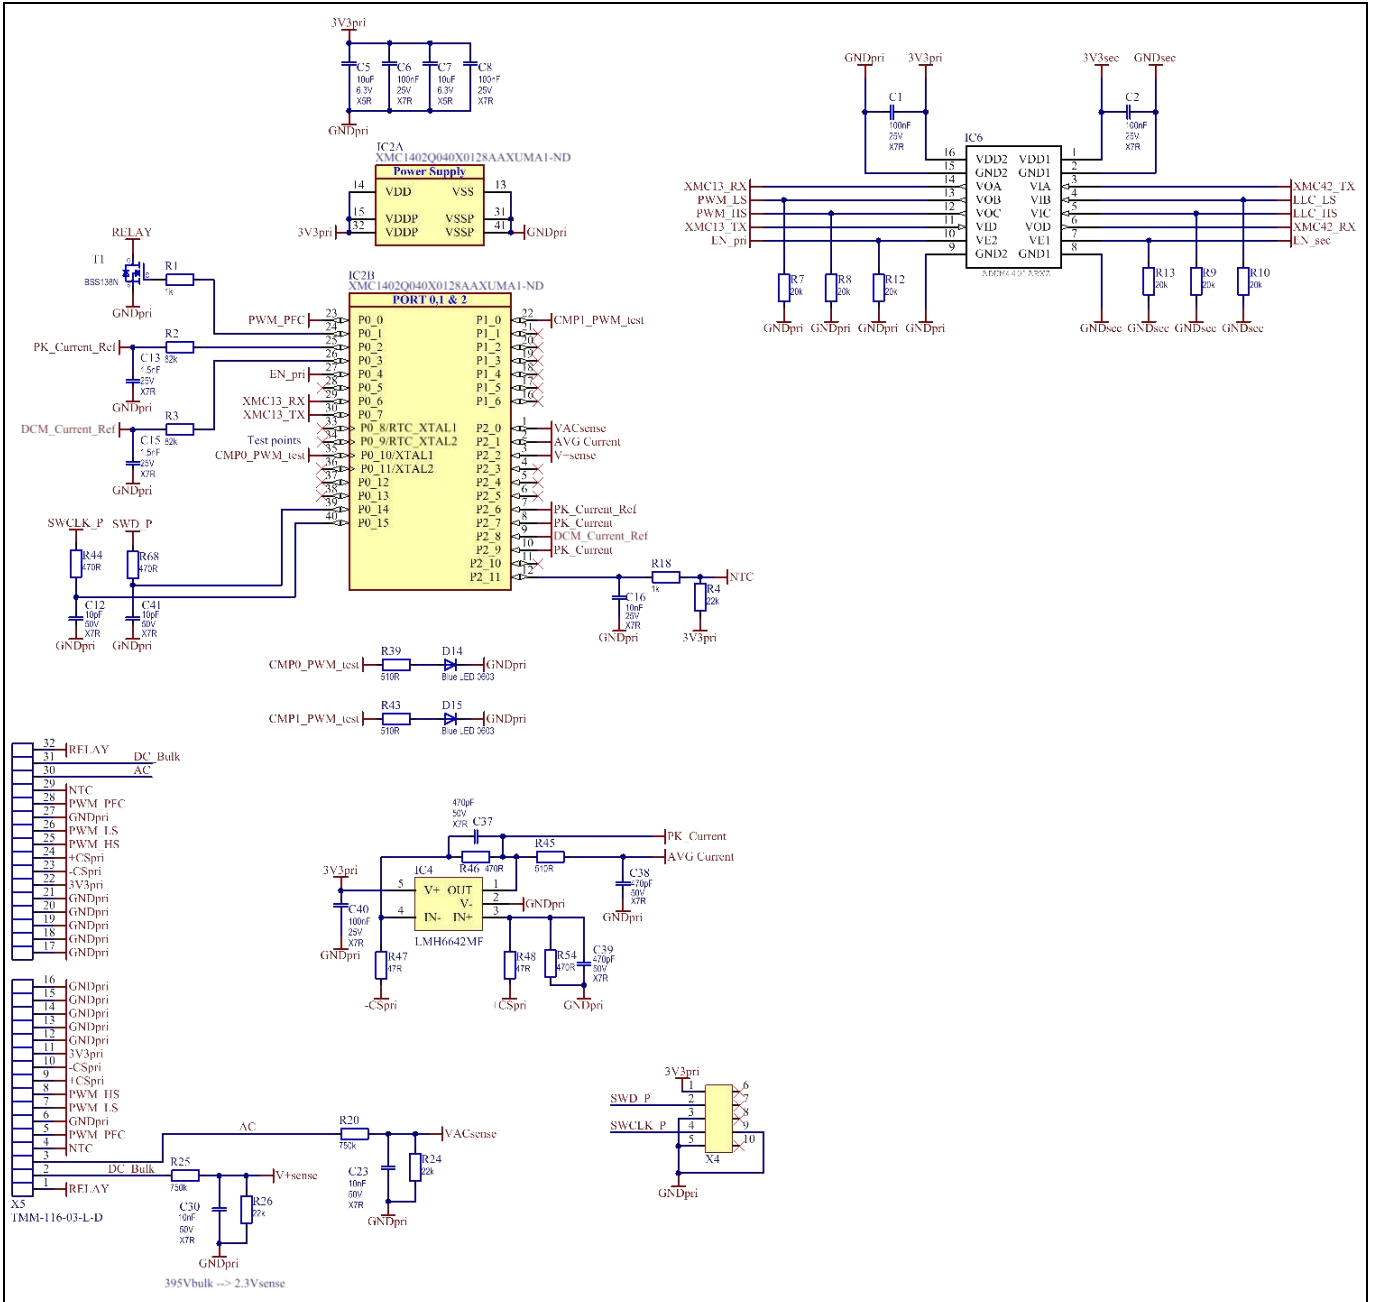 3V3pri
C5
10uF
6.3V
X5R
C6
100nF
25V
X7R
C7
10uF
6.3V
X5R
C8
100nF
25V
X7R
GNDpri
IC2A
XMC1402Q040X0128AAXUMA1-ND
Power Supply
14 VDD VSS 13
15 VDDP VSSP 31
32 VDDP VSSP 41
3V3pri
GNDpri
RELAY
T1
BSS138N
R1
1k
GNDpri
R2
82k
PK_Current_Ref
C13
1.5nF
25V
X7R
GNDpri
R3
82k
DCM_Current_Ref
C15
1.5nF
25V
X7R
GNDpri
IC2B
XMC1402Q040X0128AAXUMA1-ND
PORT 0,1 & 2
PWM_PFC 23 P0_0
24 P0_1
25 P0_2
26 P0_3
EN_pri 27 P0_4
28 P0_5
XMC13_RX 29 P0_6
XMC13_TX 30 P0_7
33 P0_8/RTC_XTAL1
Test points 34 P0_9/RTC_XTAL2
CMP0_PWM_test 35 P0_10/XTAL1
36 P0_11/XTAL2
37 P0_12
38 P0_13
39 P0_14
40 P0_15
P1_0 22 CMP1_PWM_test
P1_1 21
P1_2 20
P1_3 19
P1_4 18
P1_5 17
P1_6 16
P2_0 1 VACsense
P2_1 2 AVG Current
P2_2 3 V+sense
P2_3 4
P2_4 5
P2_5 6
P2_6 7 PK_Current_Ref
P2_7 8 PK_Current
P2_8 9 DCM_Current_Ref
P2_9 10 PK_Current
P2_10 11
P2_11 12
SWCLK_P
SWD_P
R44
470R
R68
470R
C12
10pF
50V
X7R
C41
10pF
50V
X7R
GNDpri
GNDpri
R18
1k
NTC
C16
10nF
25V
X7R
R4
22k
GNDpri
3V3pri
CMP0_PWM_test
R39
510R
D14
Blue LED 0603
GNDpri
CMP1_PWM_test
R43
510R
D15
Blue LED 0603
GNDpri
GNDpri
3V3pri
3V3sec
GNDsec
C1
100nF
25V
X7R
C2
100nF
25V
X7R
IC6
16 VDD2 VDD1 1
15 GND2 GND1 2
XMC13_RX 14 VOA VIA 3 XMC42_TX
PWM_LS 13 VOB VIB 4 LLC_LS
PWM_HS 12 VOC VIC 5 LLC_HS
XMC13_TX 11 VID VOD 6 XMC42_RX
EN_pri 10 VE2 VE1 7 EN_sec
9 GND2 GND1 8
R7
20k
R8
20k
R12
20k
R13
20k
R9
20k
R10
20k
GNDpri
GNDpri
GNDpri
GNDpri
GNDsec
GNDsec
GNDsec
GNDsec
32 RELAY
31 DC_Bulk
30 AC
29 NTC
28 PWM_PFC
27 GNDpri
26 PWM_LS
25 PWM_HS
24 +CSpri
23 -CSpri
22 3V3pri
21 GNDpri
20 GNDpri
19 GNDpri
18 GNDpri
17 GNDpri
16 GNDpri
15 GNDpri
14 GNDpri
13 GNDpri
12 GNDpri
11 3V3pri
10 -CSpri
9 +CSpri
8 PWM_HS
7 PWM_LS
6 GNDpri
5 PWM_PFC
4 NTC
3 AC
2 DC_Bulk
1 RELAY
X5
TMM-116-03-L-D
R25
750k
V+sense
C30
10nF
50V
X7R
R26
22k
GNDpri
395Vbulk --> 2.3Vsense
R20
750k
VACsense
C23
10nF
50V
X7R
R24
22k
GNDpri
470pF
50V
X7R
C37
PK_Current
R46 470R
R45
510R
AVG Current
C38
470pF
50V
X7R
GNDpri
3V3pri
IC4
5 V+ OUT 1
V- 2 GNDpri
4 IN- IN+ 3
LMH6642MF
C40
100nF
25V
X7R
GNDpri
R47
47R
-CSpri
R48
47R
+CSpri
R54
470R
C39
470pF
50V
X7R
GNDpri
3V3pri
1 6
SWD_P 2 7
3 8
SWCLK_P 4 9
5 10
X4
GNDpri